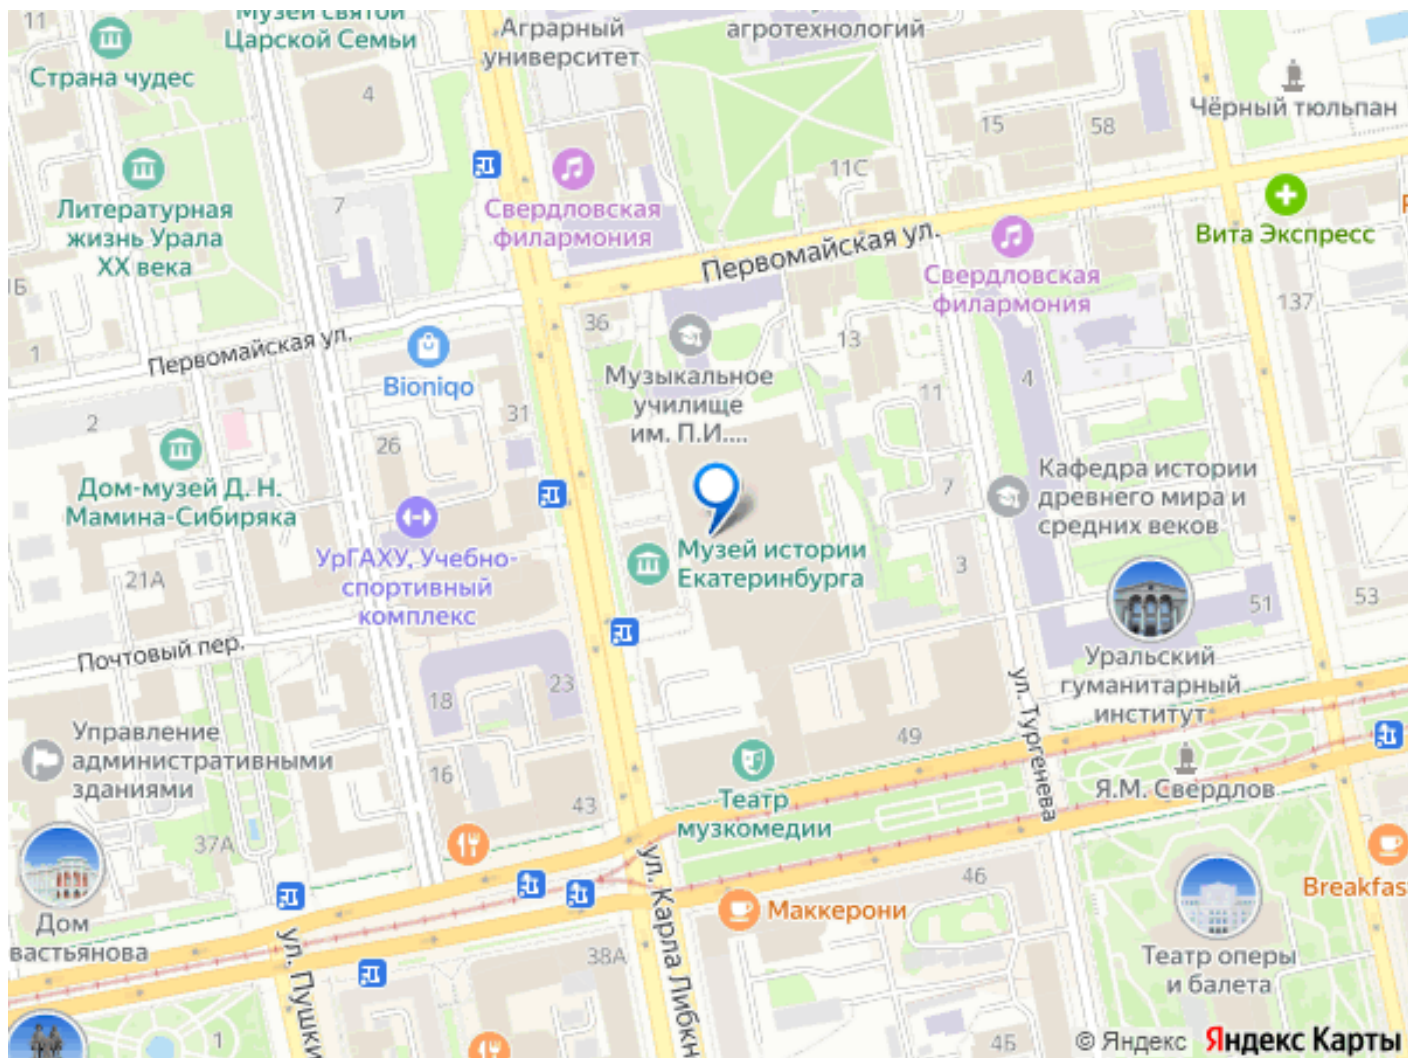 11
Музей святой
Царской Семьи
Страна чудес
4
Аграрный
университет
агротехнологий
Чёрный тюльпан
15
58
11С
Литературная
жизнь Урала
XX века
7
Свердловская
филармония
Первомайская ул.
Свердловская
филармония
Вита Экспресс
1Б
1
137
36
13
Первомайская ул.
Bioniqo
Музыкальное
училище
им. П.И....
4
11
31
2
26
Дом-музей Д. Н.
Мамина-Сибиряка
Кафедра истории
древнего мира и
средних веков
7
УрГАХУ, Учебно-
спортивный
комплекс
Музей истории
Екатеринбурга
3
21А
51
53
Почтовый пер.
Уральский
гуманитарный
институт
ул. Тургенева
23
18
49
Управление
административными
зданиями
16
43
Театр
музкомедии
Я.М. Свердлов
37А
ул. Карла Либкн
46
Breakfas
Маккерони
Дом
вастьянова
ул. Пушки
38А
Театр оперы
и балета
1
4Б
© Яндекс
Яндекс Карты